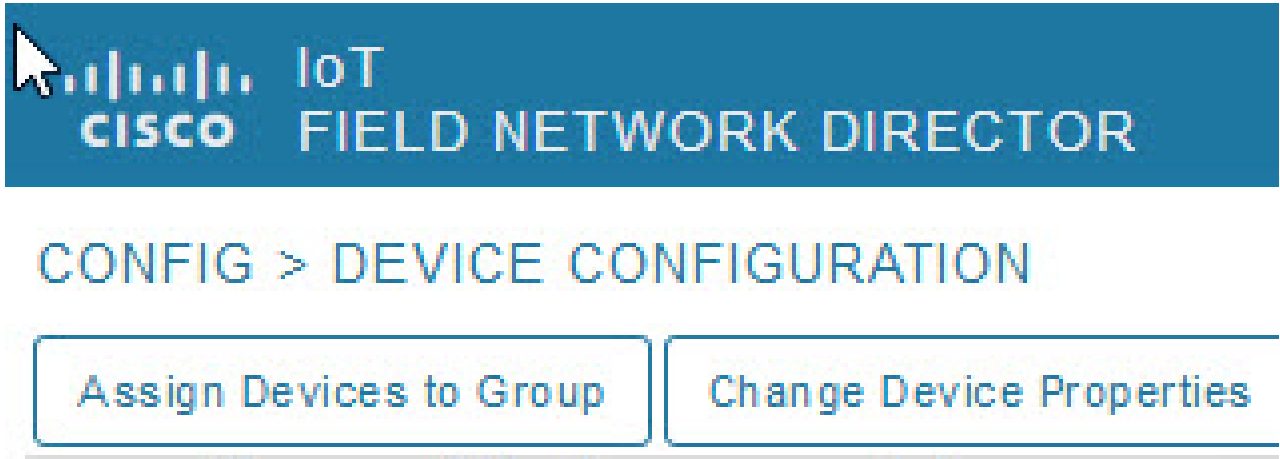 IoT
CISCO FIELD NETWORK DIRECTOR
CONFIG > DEVICE CONFIGURATION
Assign Devices to Group Change Device Properties